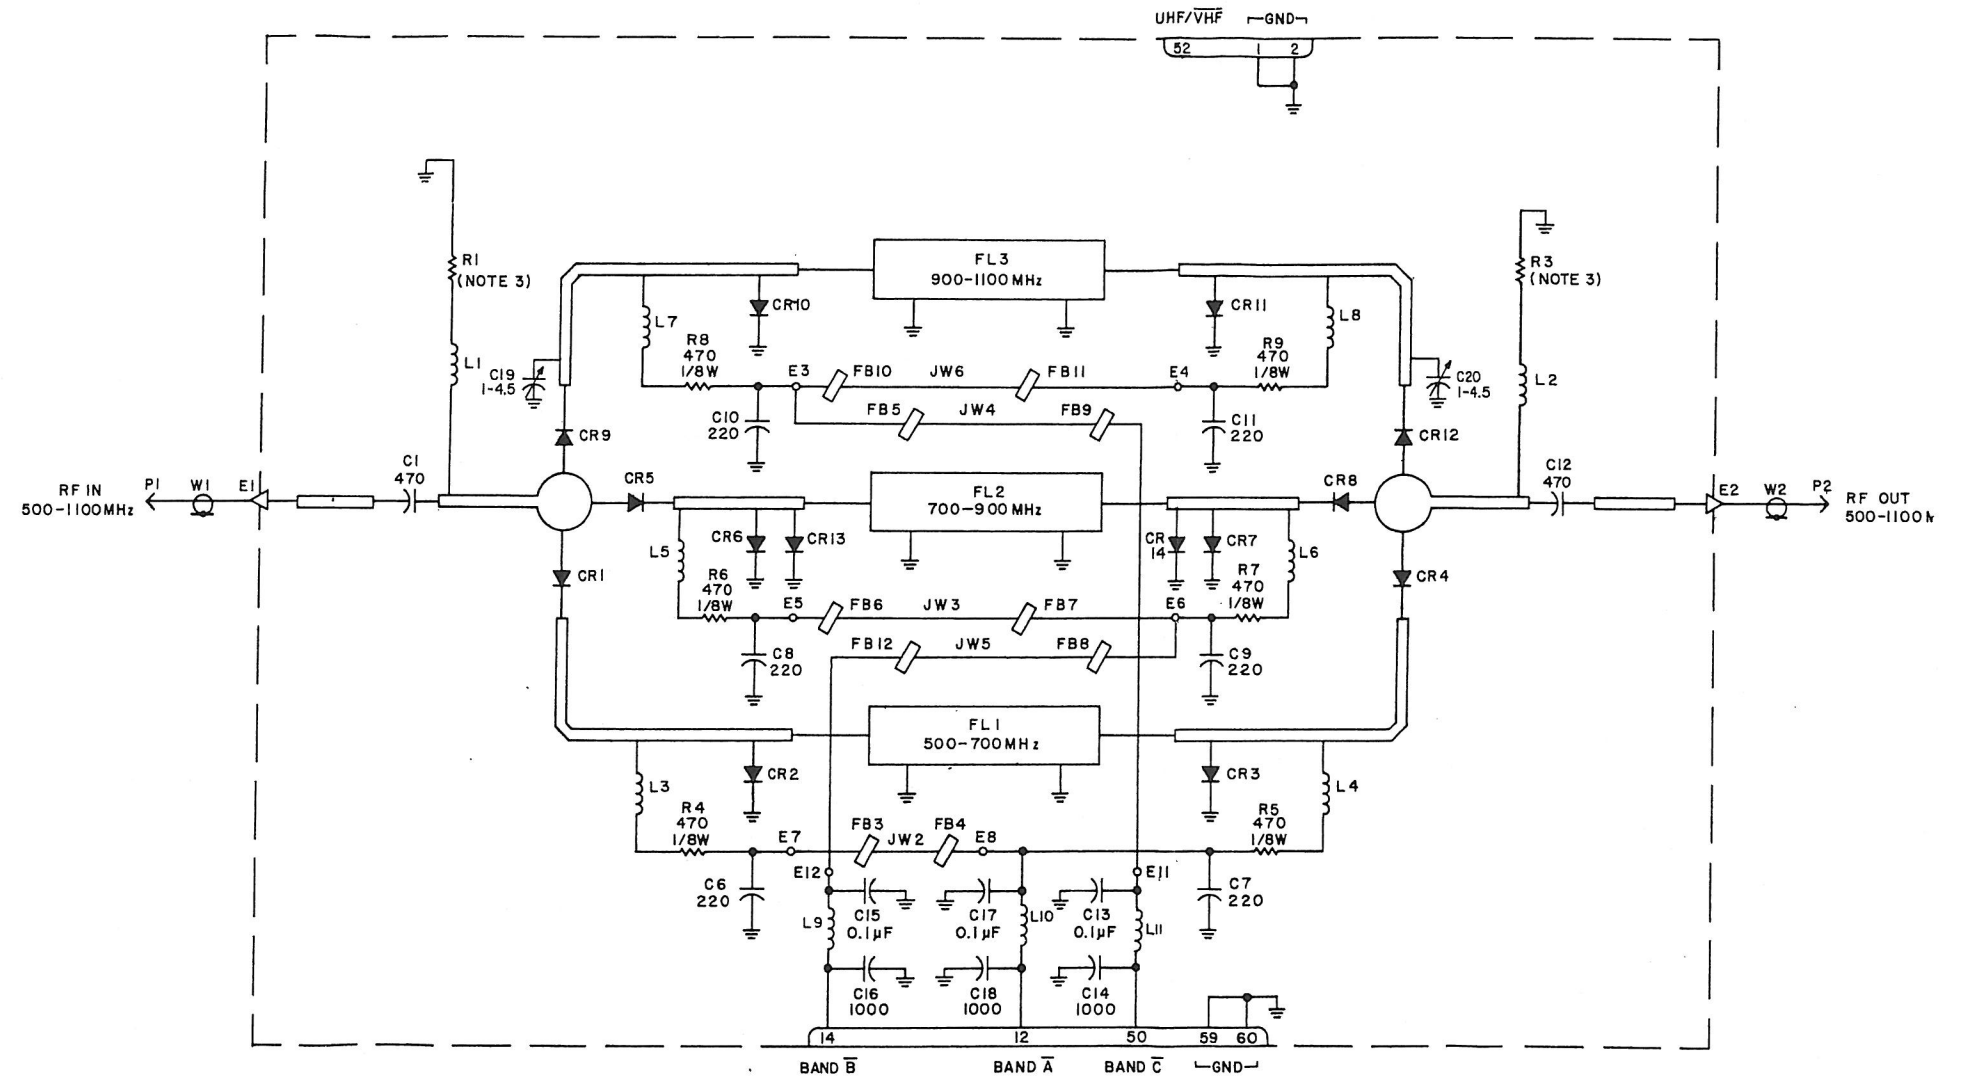 UHF/V̅H̅F̅ GND
52 1 2
R1
(NOTE 3)
R3
(NOTE 3)
FL3
900-1100MHz
CR10
CR11
L7
L8
R8
470
1/8W
R9
470
1/8W
L1
C19
1-4.5
C20
1-4.5
L2
E3 FB10 JW6 FB11 E4
FB5 JW4 FB9
C10
220
C11
220
CR9
CR12
RF IN
500-1100MHz
P1 W1 E1
C1
470
CR5
FL2
700-900MHz
CR8
C12
470
E2 W2 P2
RF OUT
500-1100
L5 CR6 CR13
CR
14
CR7 L6
CR1
CR4
R6
470
1/8W
R7
470
1/8W
E5 FB6 JW3 FB7 E6
FB12 JW5 FB8
C8
220
C9
220
FL1
500-700MHz
L3 CR2
CR3 L4
R4
470
1/8W
R5
470
1/8W
E7 FB3 JW2 FB4 E8
E12 E11
C6
220
C7
220
L9 L10 L11
C15
0.1µF
C17
0.1µF
C13
0.1µF
C16
1000
C18
1000
C14
1000
14 12 50 59 60
BAND B̅ BAND A̅ BAND C̅ GND